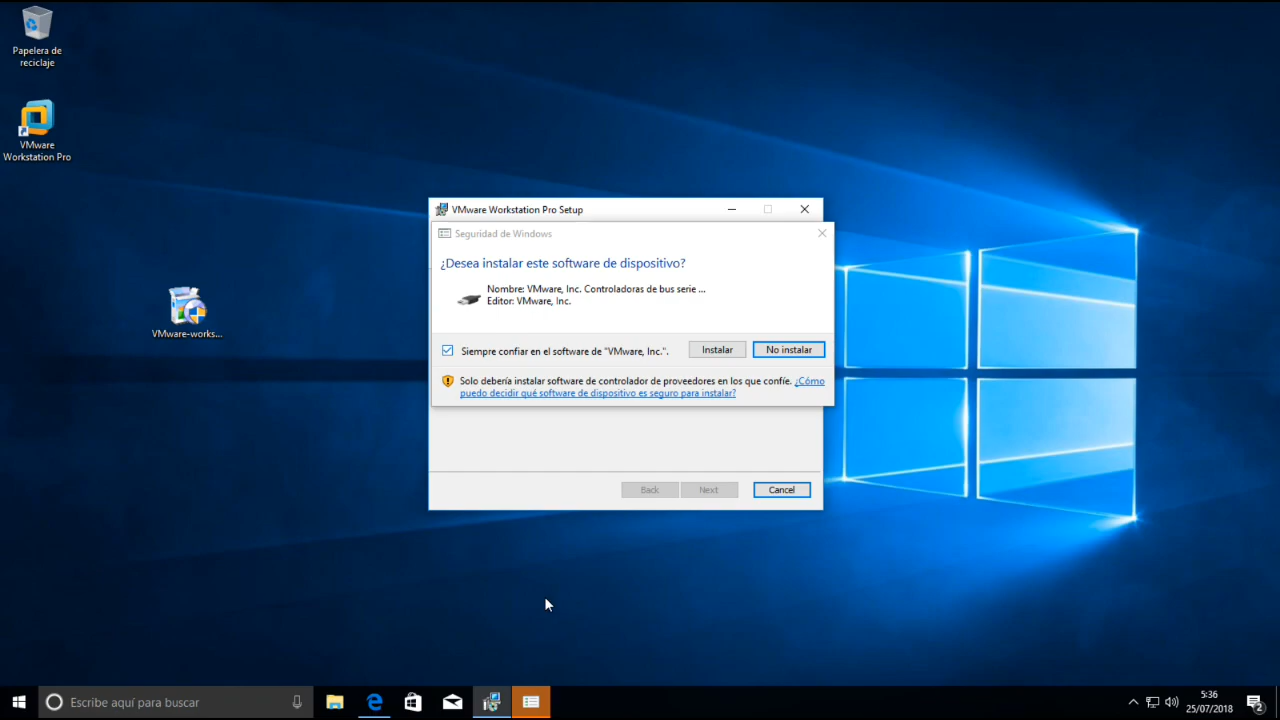 Papelera de
reciclaje
VMware
Workstation Pro
VMware-works...
VMware Workstation Pro Setup
Seguridad de Windows
¿Desea instalar este software de dispositivo?
Nombre: VMware, Inc. Controladoras de bus serie ...
Editor: VMware, Inc.
Siempre confiar en el software de "VMware, Inc.".
Instalar
No instalar
Solo debería instalar software de controlador de proveedores en los que confíe. ¿Cómo
puedo decidir qué software de dispositivo es seguro para instalar?
Back
Next
Cancel
Escribe aquí para buscar
5:36
25/07/2018
2